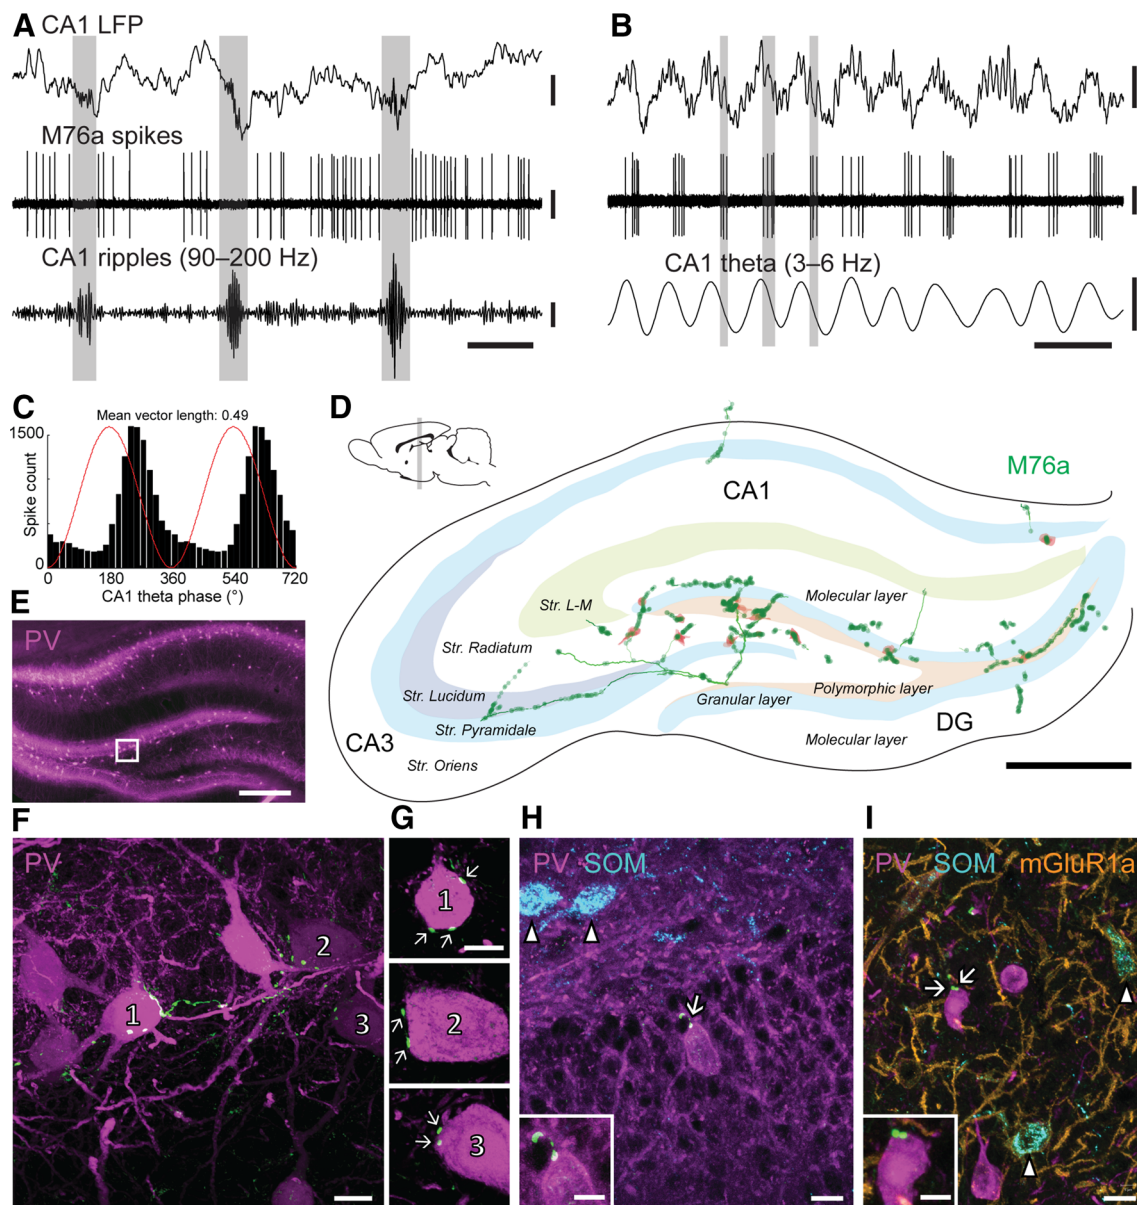 A CA1 LFP
M76a spikes
CA1 ripples (90–200 Hz)
B
CA1 theta (3–6 Hz)
C
Mean vector length: 0.49
1500
Spike count
0
0 180 360 540 720
CA1 theta phase (°)
D
M76a
CA1
Str. L-M
Molecular layer
Str. Radiatum
Str. Lucidum
Granular layer
Polymorphic layer
Str. Pyramidale
DG
CA3
Molecular layer
Str. Oriens
E
PV
F
PV
1
2
3
G
1
2
3
H
PV SOM
I
PV SOM mGluR1a